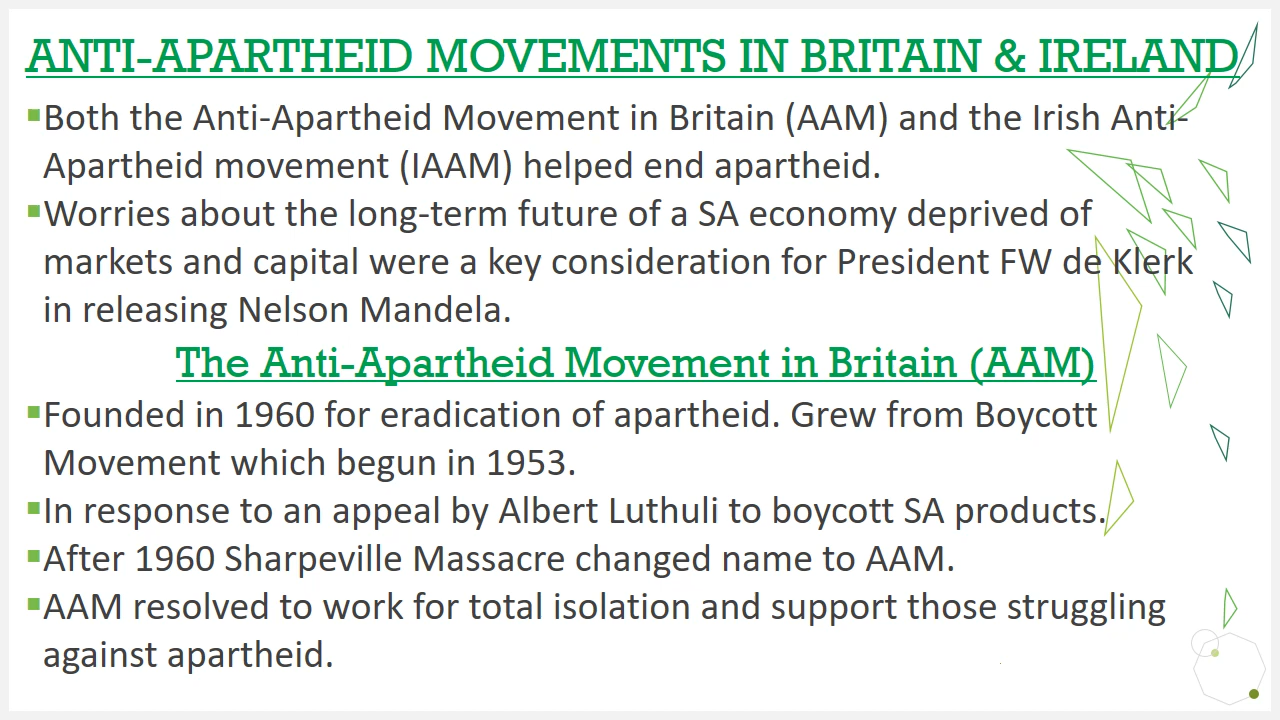 ANTI-APARTHEID MOVEMENTS IN BRITAIN & IRELAND
▪Both the Anti-Apartheid Movement in Britain (AAM) and the Irish Anti-
Apartheid movement (IAAM) helped end apartheid.
▪Worries about the long-term future of a SA economy deprived of
markets and capital were a key consideration for President FW de Klerk
in releasing Nelson Mandela.
The Anti-Apartheid Movement in Britain (AAM)
▪Founded in 1960 for eradication of apartheid. Grew from Boycott
Movement which begun in 1953.
▪In response to an appeal by Albert Luthuli to boycott SA products.
▪After 1960 Sharpeville Massacre changed name to AAM.
▪AAM resolved to work for total isolation and support those struggling
against apartheid.